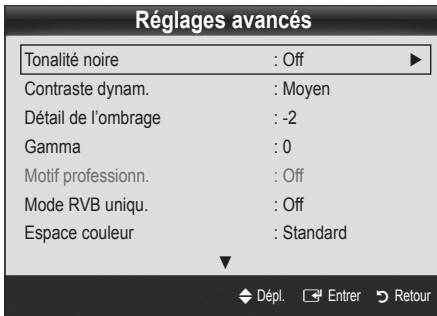 Réglages avancés
Tonalité noire : Off ▶
Contraste dynam. : Moyen
Détail de l'ombrage : -2
Gamma : 0
Motif professionn. : Off
Mode RVB uniqu. : Off
Espace couleur : Standard
▼
Dépl. Entrer Retour